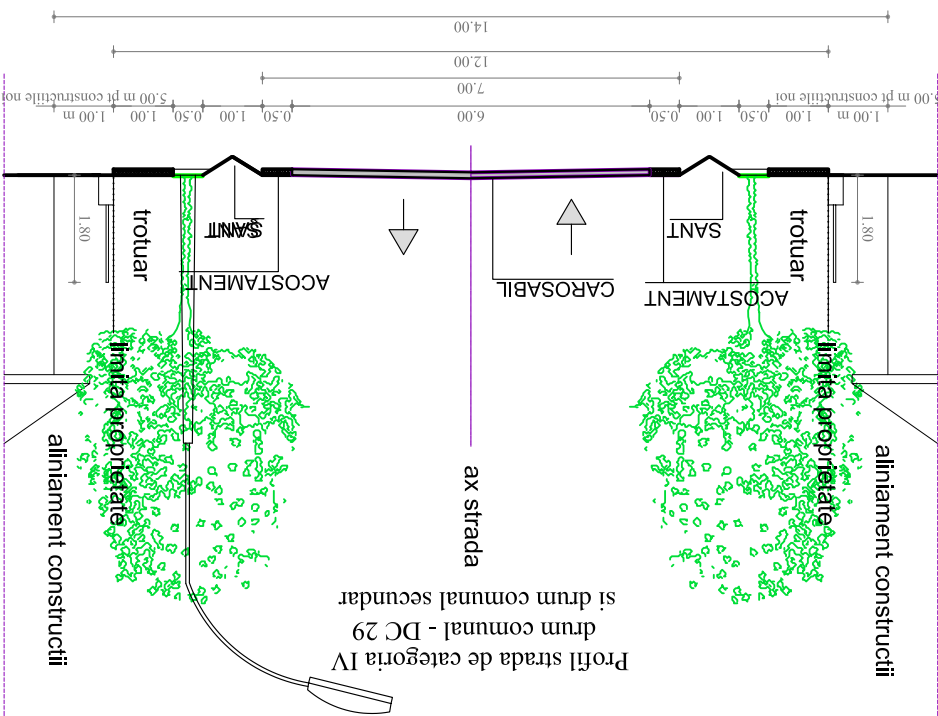 Profil strada de categoria IV
drum comunal - DC 29
si drum comunal secundar
aliniament constructii
limita proprietate
trotuar
ACOSTAMENT
SANT
CAROSABIL
ax strada
ACOSTAMENT
SANT
trotuar
limita proprietate
aliniament constructii
1.80
1.80
1.00 m
1.00
0.50
1.00
0.50
6.00
0.50
1.00
0.50
1.00
1.00 m
5.00 m pt constructiile noi
5.00 m pt constructiile noi
7.00
12.00
14.00